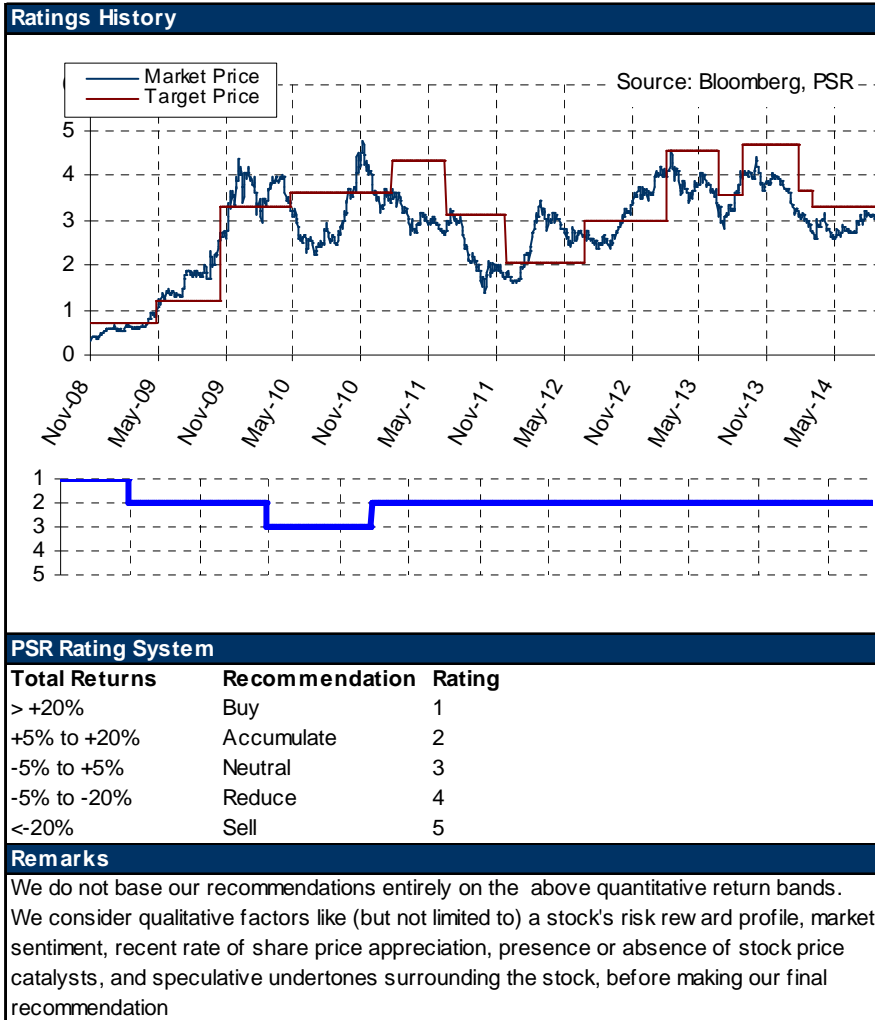 Ratings History
Market Price
Target Price
Source: Bloomberg, PSR
5
4
3
2
1
0
Nov-08
May-09
Nov-09
May-10
Nov-10
May-11
Nov-11
May-12
Nov-12
May-13
Nov-13
May-14
1
2
3
4
5
PSR Rating System
Total Returns Recommendation Rating
> +20% Buy 1
+5% to +20% Accumulate 2
-5% to +5% Neutral 3
-5% to -20% Reduce 4
<-20% Sell 5
Remarks
We do not base our recommendations entirely on the above quantitative return bands.
We consider qualitative factors like (but not limited to) a stock's risk reward profile, market
sentiment, recent rate of share price appreciation, presence or absence of stock price
catalysts, and speculative undertones surrounding the stock, before making our final
recommendation